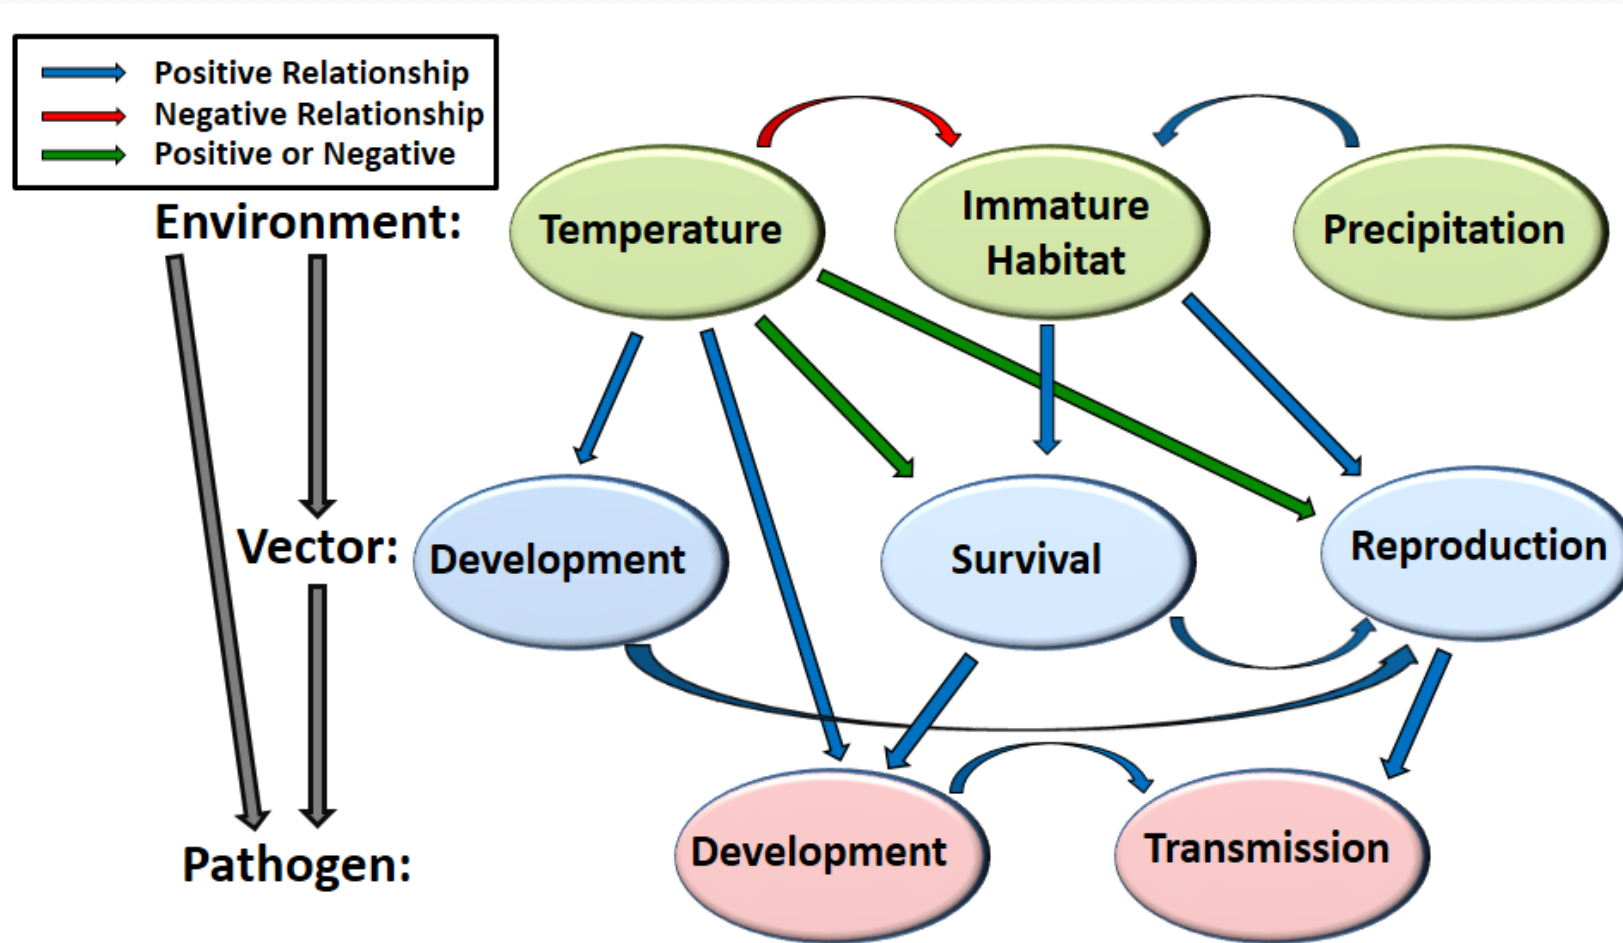 Positive Relationship
Negative Relationship
Positive or Negative
Environment:
Temperature
Immature
Habitat
Precipitation
Vector:
Development
Survival
Reproduction
Pathogen:
Development
Transmission